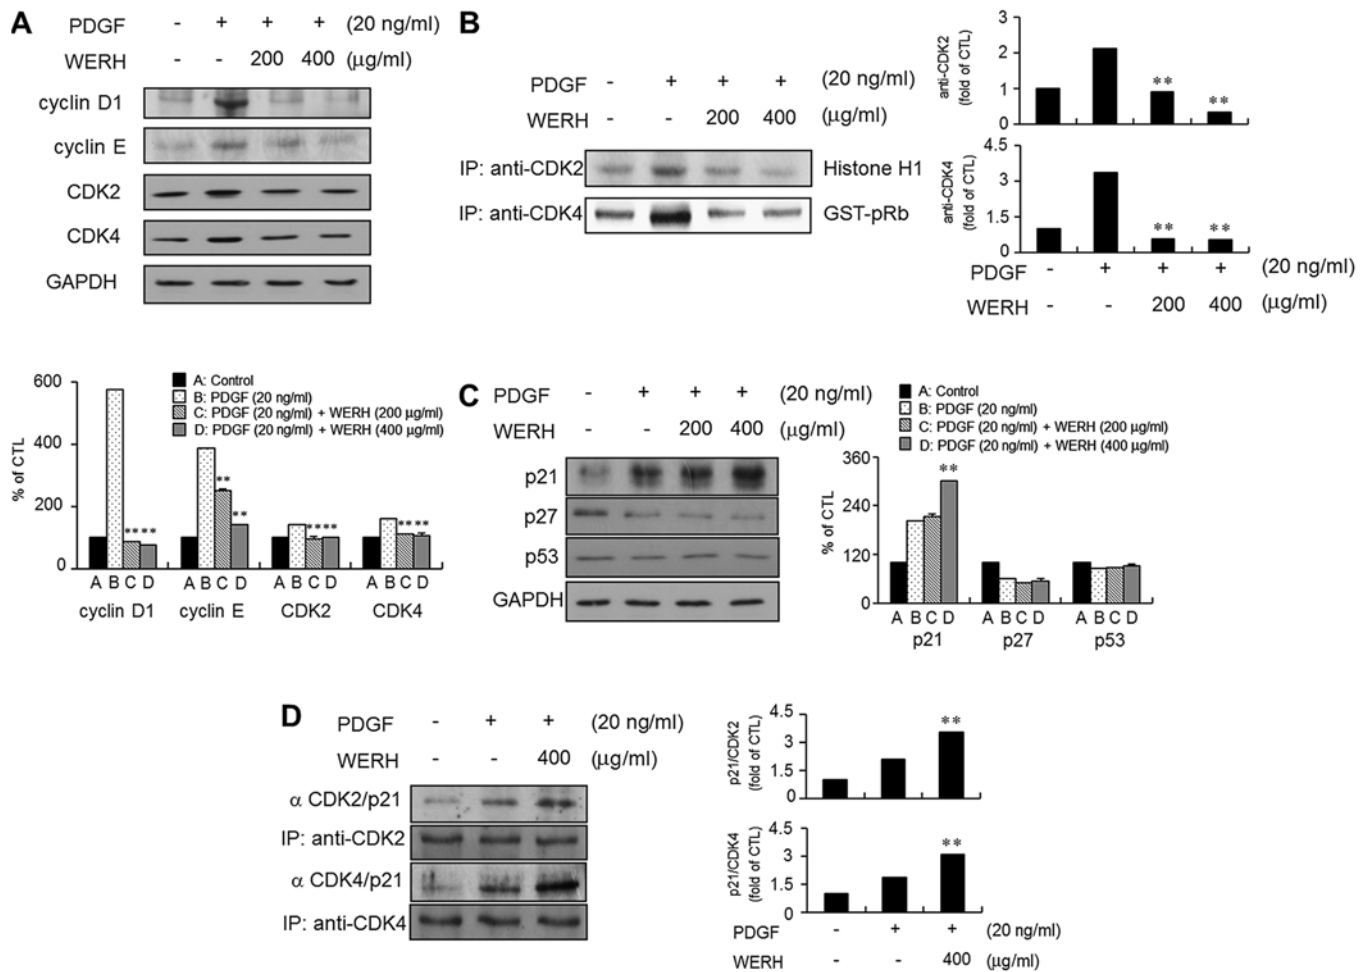 A
PDGF - + + + (20 ng/ml)
WERH - - 200 400 (μg/ml)
cyclin D1
cyclin E
CDK2
CDK4
GAPDH
600
400
200
0
% of CTL
A: Control
B: PDGF (20 ng/ml)
C: PDGF (20 ng/ml) + WERH (200 μg/ml)
D: PDGF (20 ng/ml) + WERH (400 μg/ml)
** **
** **
** **
** **
A B C D A B C D A B C D A B C D
cyclin D1 cyclin E CDK2 CDK4
B
PDGF - + + + (20 ng/ml)
WERH - - 200 400 (μg/ml)
IP: anti-CDK2 Histone H1
IP: anti-CDK4 GST-pRb
anti-CDK2
(fold of CTL)
3
2
1
0
** **
anti-CDK4
(fold of CTL)
4.5
3
1.5
0
** **
PDGF - + + + (20 ng/ml)
WERH - - 200 400 (μg/ml)
C
PDGF - + + + (20 ng/ml)
WERH - - 200 400 (μg/ml)
p21
p27
p53
GAPDH
A: Control
B: PDGF (20 ng/ml)
C: PDGF (20 ng/ml) + WERH (200 μg/ml)
D: PDGF (20 ng/ml) + WERH (400 μg/ml)
% of CTL
360
240
120
0
**
A B C D A B C D A B C D
p21 p27 p53
D
PDGF - + + (20 ng/ml)
WERH - - 400 (μg/ml)
α CDK2/p21
IP: anti-CDK2
α CDK4/p21
IP: anti-CDK4
p21/CDK2
(fold of CTL)
4.5
3
1.5
0
**
p21/CDK4
(fold of CTL)
4.5
3
1.5
0
**
PDGF - + + (20 ng/ml)
WERH - - 400 (μg/ml)